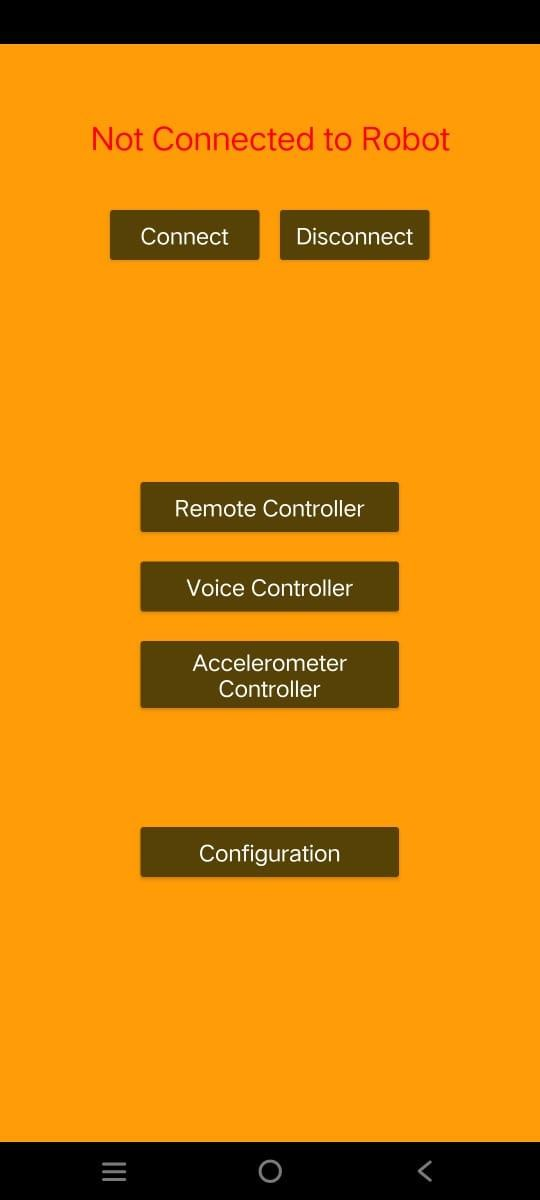 Not Connected to Robot
Connect
Disconnect
Remote Controller
Voice Controller
Accelerometer
Controller
Configuration